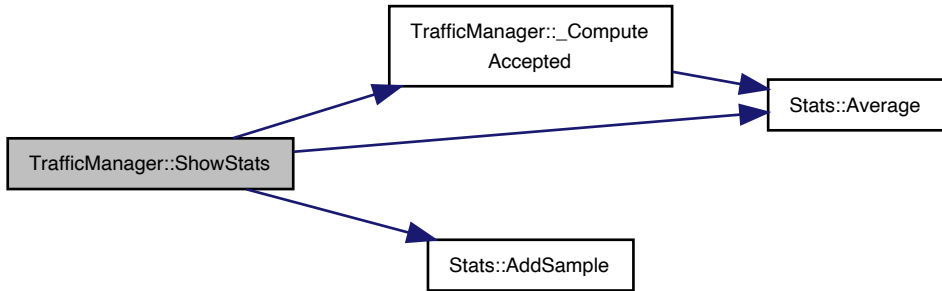 TrafficManager::_Compute
Accepted
Stats::Average
TrafficManager::ShowStats
Stats::AddSample